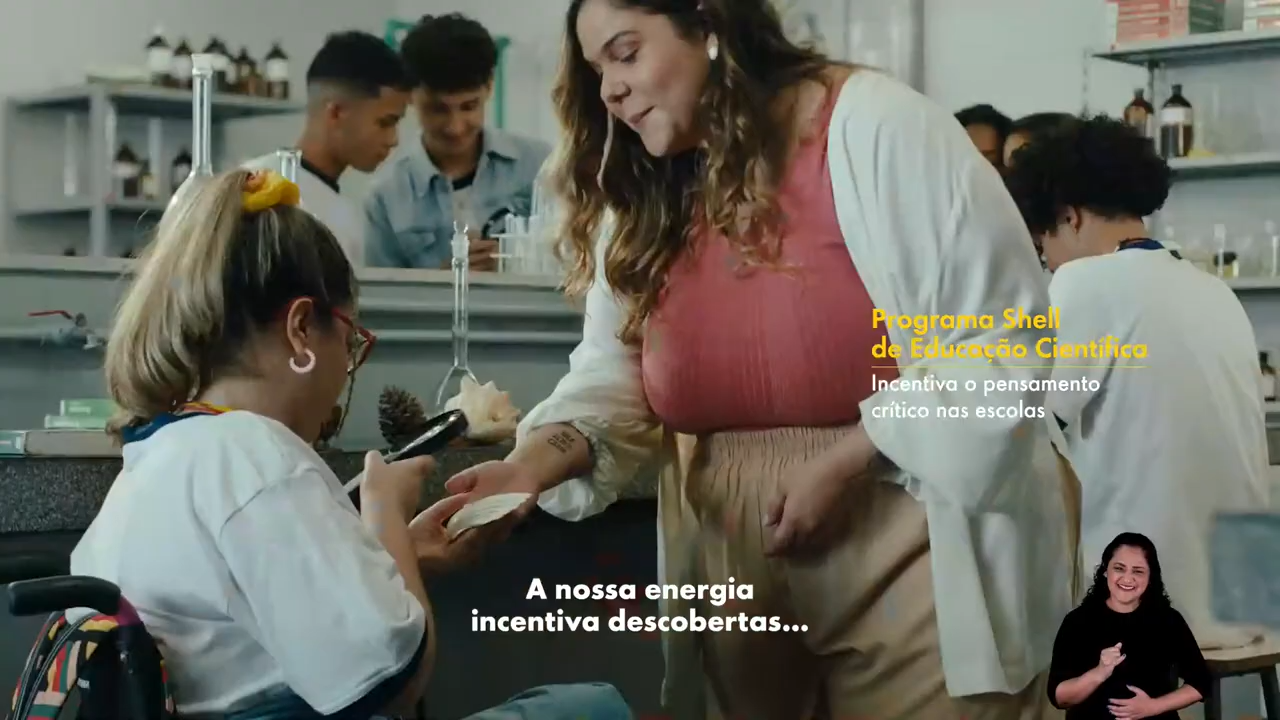 Programa Shell
de Educação Científica
Incentiva o pensamento
crítico nas escolas
A nossa energia
incentiva descobertas...